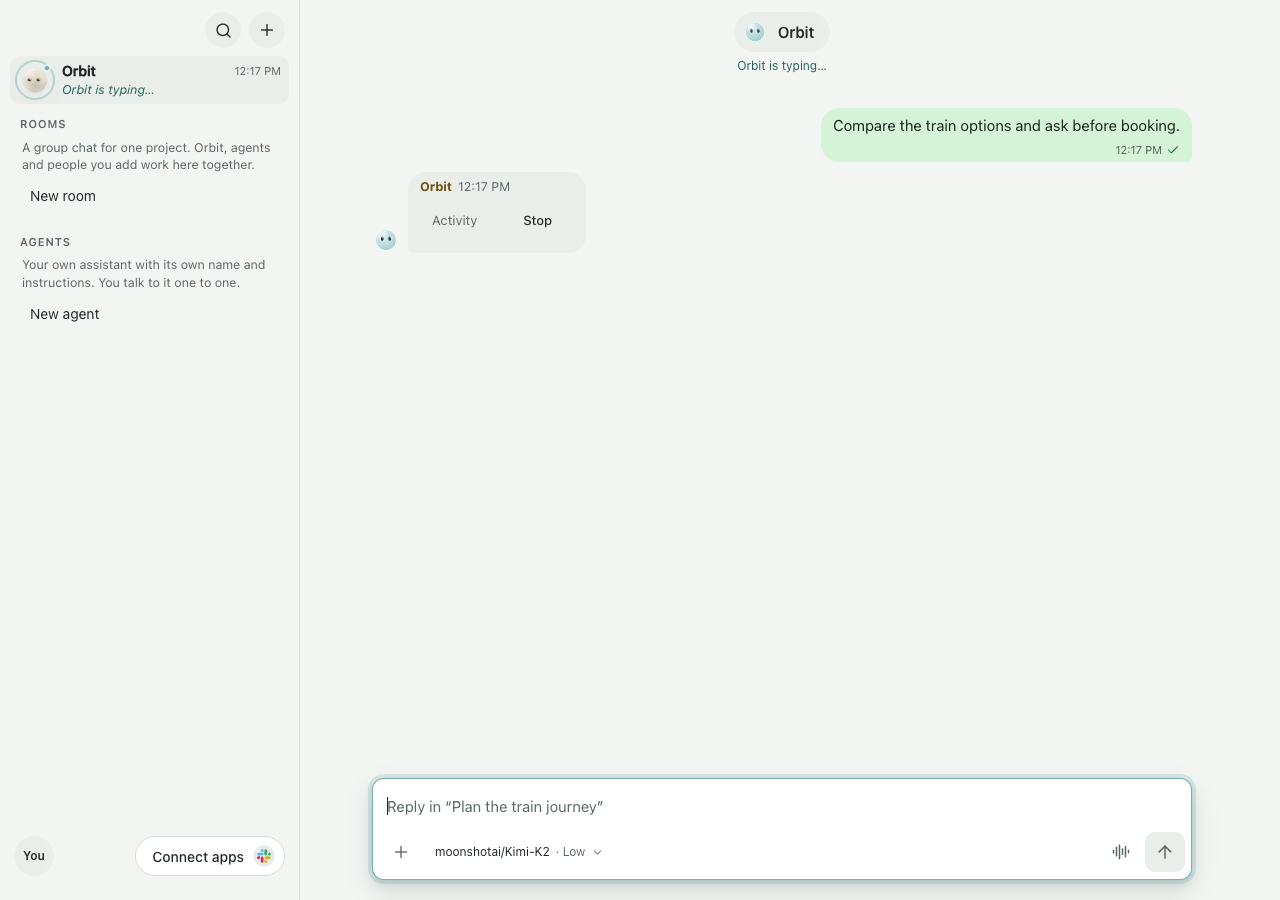 Orbit
12:17 PM
Orbit is typing...
ROOMS
A group chat for one project. Orbit, agents
and people you add work here together.
New room
AGENTS
Your own assistant with its own name and
instructions. You talk to it one to one.
New agent
You
Connect apps
Orbit
Orbit is typing...
Compare the train options and ask before booking.
12:17 PM
Orbit 12:17 PM
Activity Stop
Reply in “Plan the train journey”
moonshotai/Kimi-K2 · Low